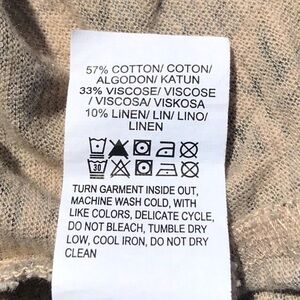 57% COTTON/ COTON/
ALGODON/ KATUN
33% VISCOSE/ VISCOSE
/ VISCOSA/ VISKOSA
10% LINEN/ LIN/ LINO/
LINEN
30
TURN GARMENT INSIDE OUT,
MACHINE WASH COLD, WITH
LIKE COLORS, DELICATE CYCLE,
DO NOT BLEACH, TUMBLE DRY
LOW, COOL IRON, DO NOT DRY
CLEAN